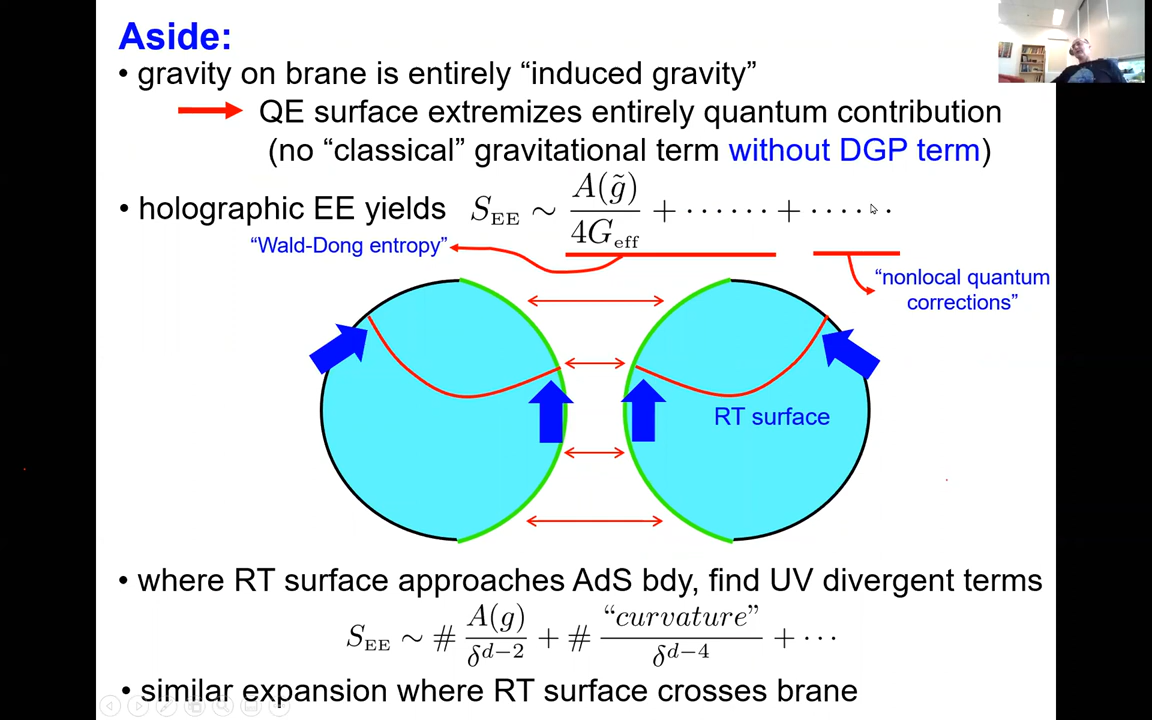 Aside:
• gravity on brane is entirely “induced gravity”
QE surface extremizes entirely quantum contribution
(no “classical” gravitational term without DGP term)
• holographic EE yields S_EE ∼ A(g̃)/4G_eff + ······ + ·····
“Wald-Dong entropy”
“nonlocal quantum
corrections”
RT surface
• where RT surface approaches AdS bdy, find UV divergent terms
S_EE ∼ # A(g)/δ^{d−2} + # “curvature”/δ^{d−4} + ···
• similar expansion where RT surface crosses brane